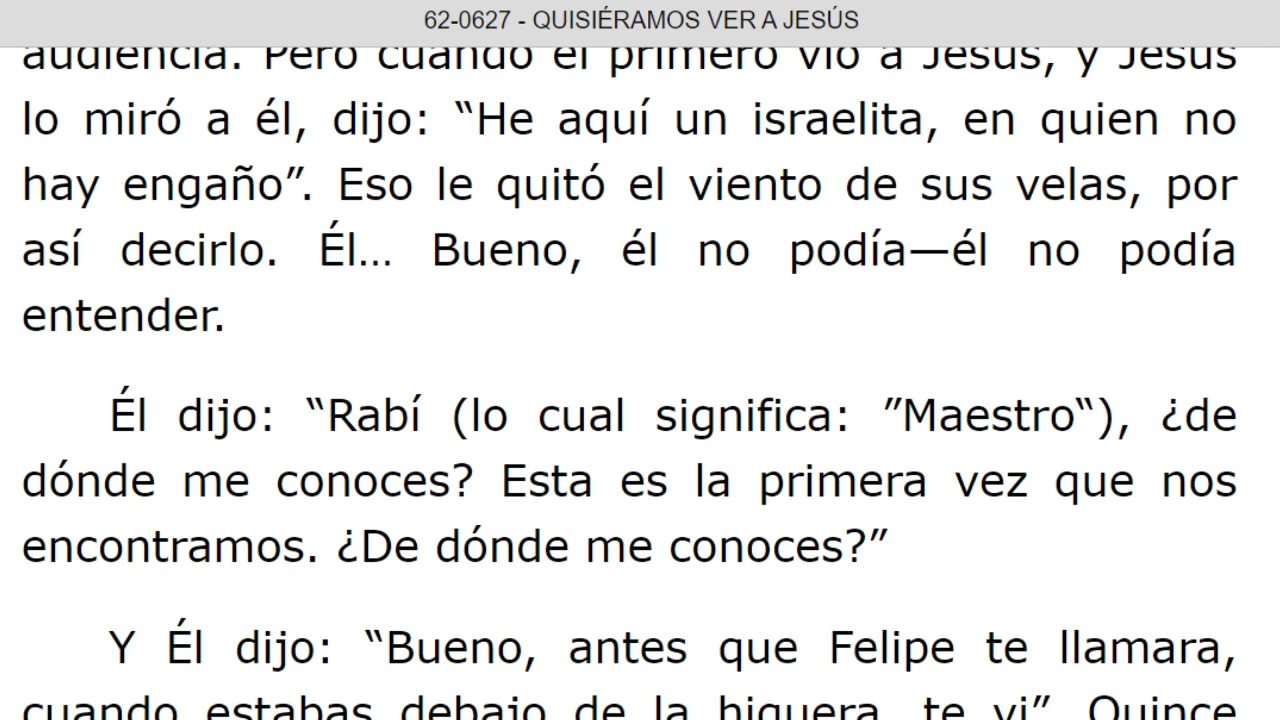 62-0627 - QUISIÉRAMOS VER A JESÚS
audiencia. Pero cuando él primero vio a Jesús, y Jesús
lo miró a él, dijo: “He aquí un israelita, en quien no
hay engaño”. Eso le quitó el viento de sus velas, por
así decirlo. Él… Bueno, él no podía—él no podía
entender.
Él dijo: “Rabí (lo cual significa: ”Maestro“), ¿de
dónde me conoces? Esta es la primera vez que nos
encontramos. ¿De dónde me conoces?”
Y Él dijo: “Bueno, antes que Felipe te llamara,
cuando estabas debajo de la higuera, te vi”. Quince